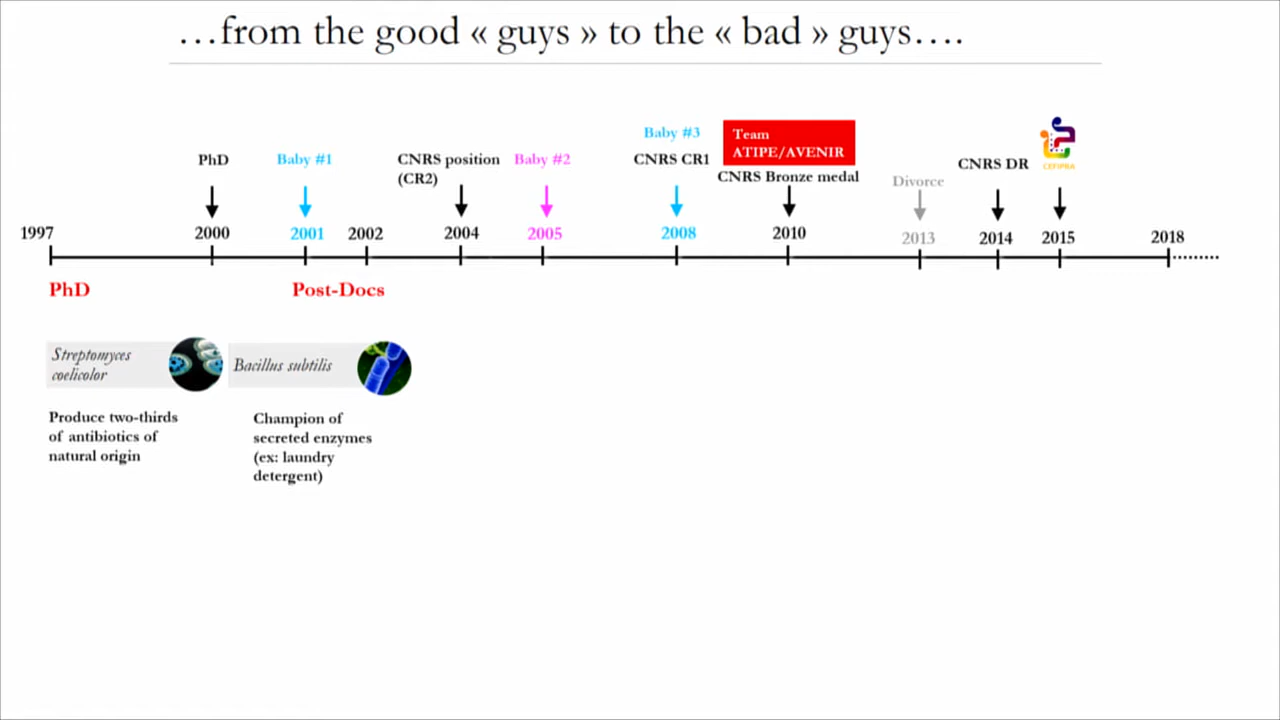 …from the good « guys » to the « bad » guys….
PhD
Baby #1
CNRS position
(CR2)
Baby #2
Baby #3
CNRS CR1
Team
ATIPE/AVENIR
CNRS Bronze medal
Divorce
CNRS DR
CEFIPRA
1997
2000
2001
2002
2004
2005
2008
2010
2013
2014
2015
2018
PhD
Post-Docs
Streptomyces
coelicolor
Bacillus subtilis
Produce two-thirds
of antibiotics of
natural origin
Champion of
secreted enzymes
(ex: laundry
detergent)